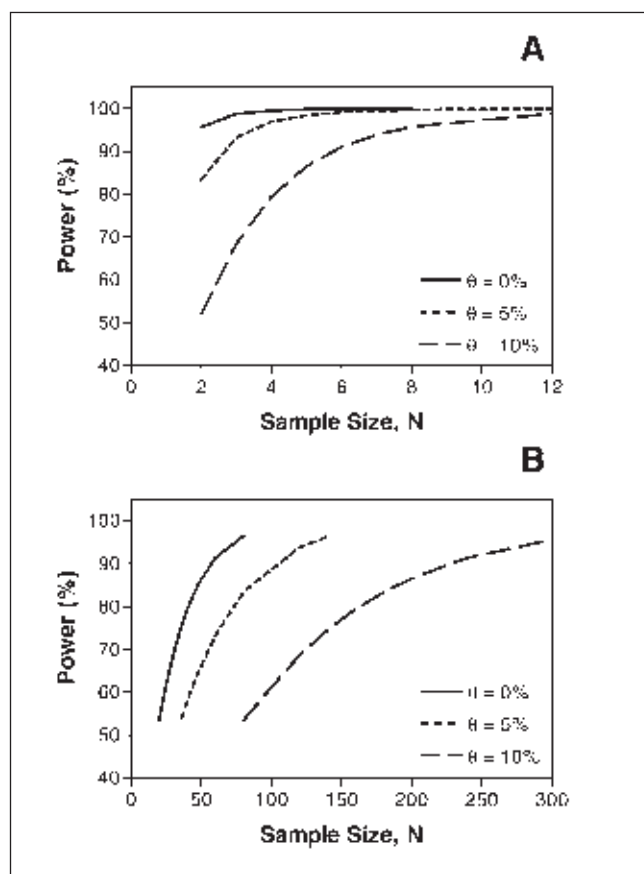 A
100
90
80
70
60
50
40
Power (%)
θ = 0%
θ = 5%
θ 10%
0 2 4 6 8 10 12
Sample Size, N
B
100
90
80
70
60
50
40
Power (%)
= 0%
θ = 5%
θ = 10%
0 50 100 150 200 250 300
Sample Size, N